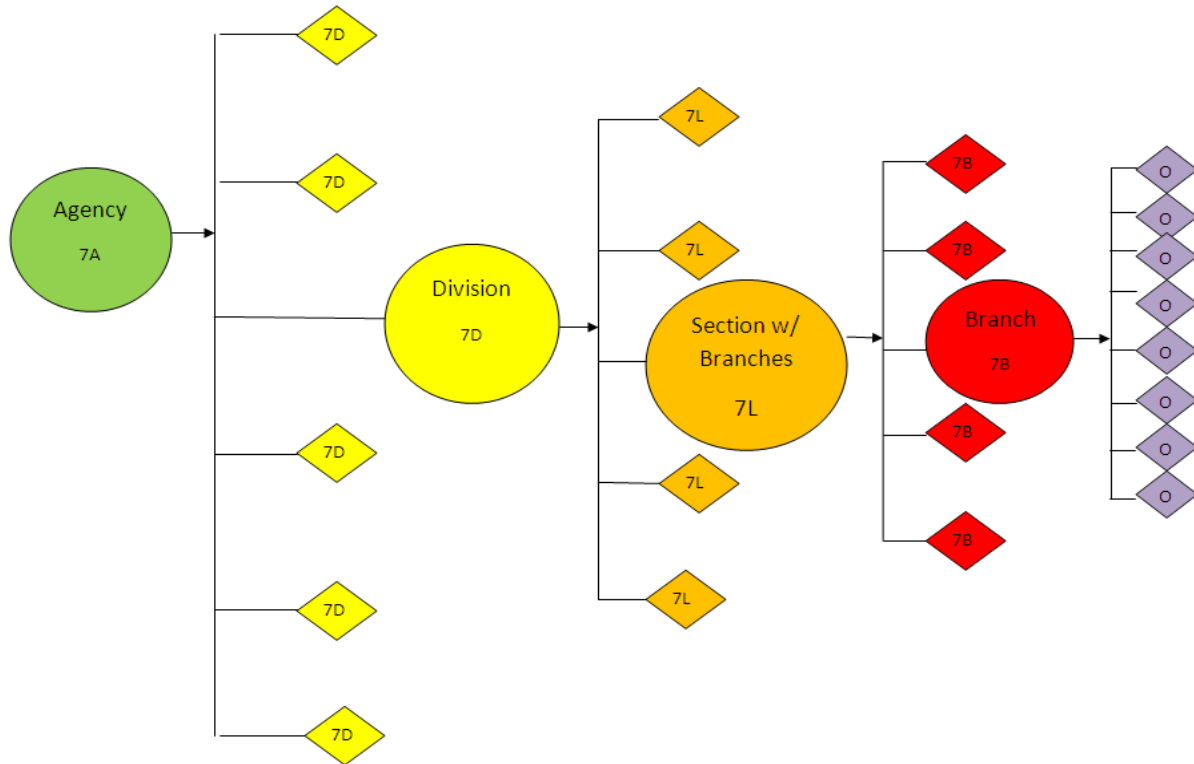 7D
7D
Agency
7A
Division
7D
7D
7D
7D
7L
7L
Section w/
Branches
7L
7L
7L
7B
7B
Branch
7B
7B
7B
O
O
O
O
O
O
O
O